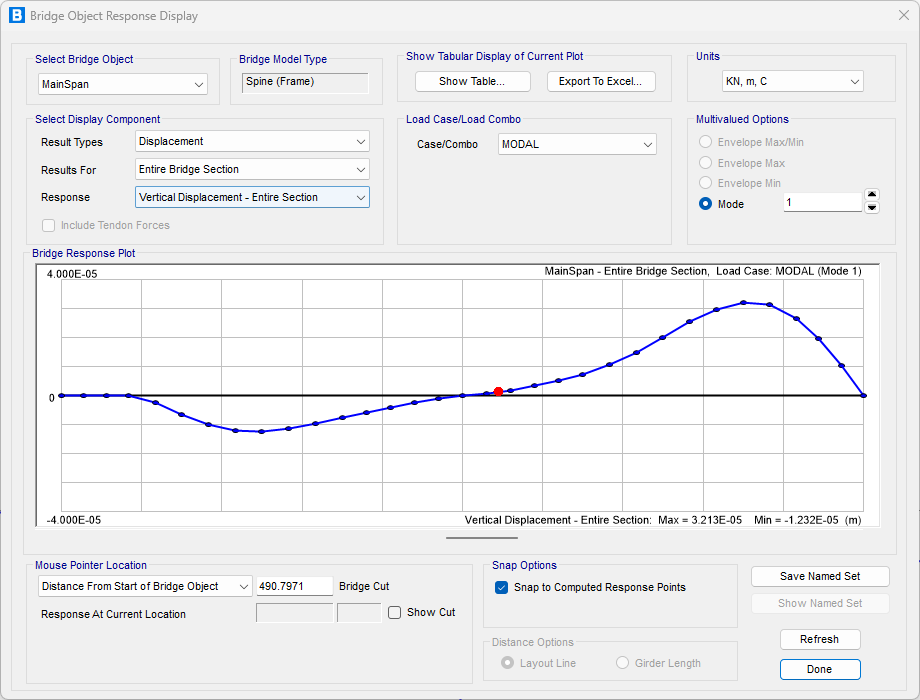 B Bridge Object Response Display
Select Bridge Object
MainSpan
Bridge Model Type
Spine (Frame)
Show Tabular Display of Current Plot
Show Table...
Export To Excel...
Units
KN, m, C
Select Display Component
Result Types
Displacement
Results For
Entire Bridge Section
Response
Vertical Displacement - Entire Section
Include Tendon Forces
Load Case/Load Combo
Case/Combo
MODAL
Multivalued Options
Envelope Max/Min
Envelope Max
Envelope Min
Mode
1
Bridge Response Plot
4.000E-05
MainSpan - Entire Bridge Section, Load Case: MODAL (Mode 1)
0
-4.000E-05
Vertical Displacement - Entire Section: Max = 3.213E-05 Min = -1.232E-05 (m)
Mouse Pointer Location
Distance From Start of Bridge Object
490.7971
Bridge Cut
Response At Current Location
Show Cut
Snap Options
Snap to Computed Response Points
Distance Options
Layout Line
Girder Length
Save Named Set
Show Named Set
Refresh
Done